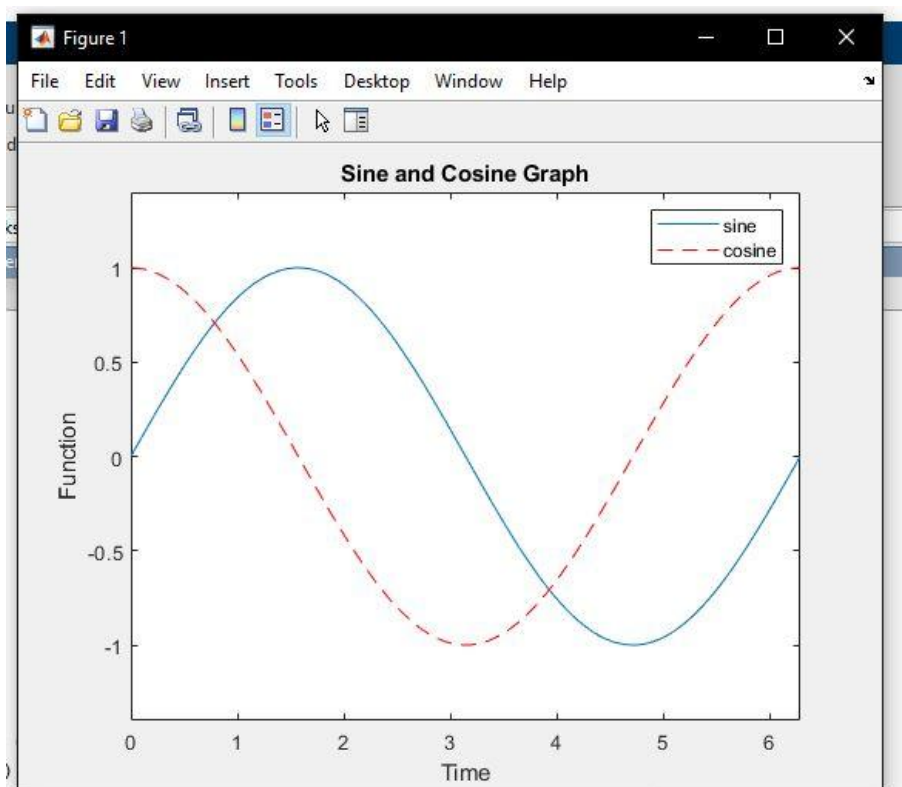 Figure 1
File Edit View Insert Tools Desktop Window Help
Sine and Cosine Graph
sine
cosine
1
0.5
0
-0.5
-1
Function
0 1 2 3 4 5 6
Time